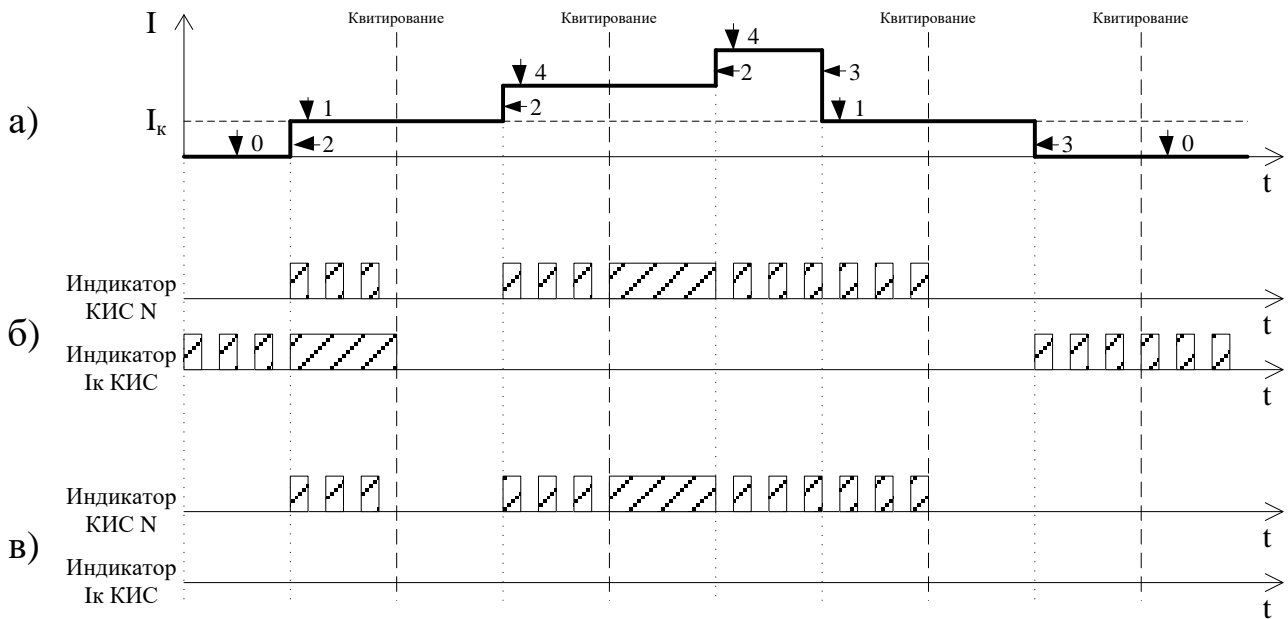 Квитирование
Квитирование
Квитирование
Квитирование
I
4
4
2
3
2
1
1
а)
Iк
0
2
3
0
t
Индикатор
КИС N
t
б)
Индикатор
Iк КИС
t
Индикатор
КИС N
t
в)
Индикатор
Iк КИС
t